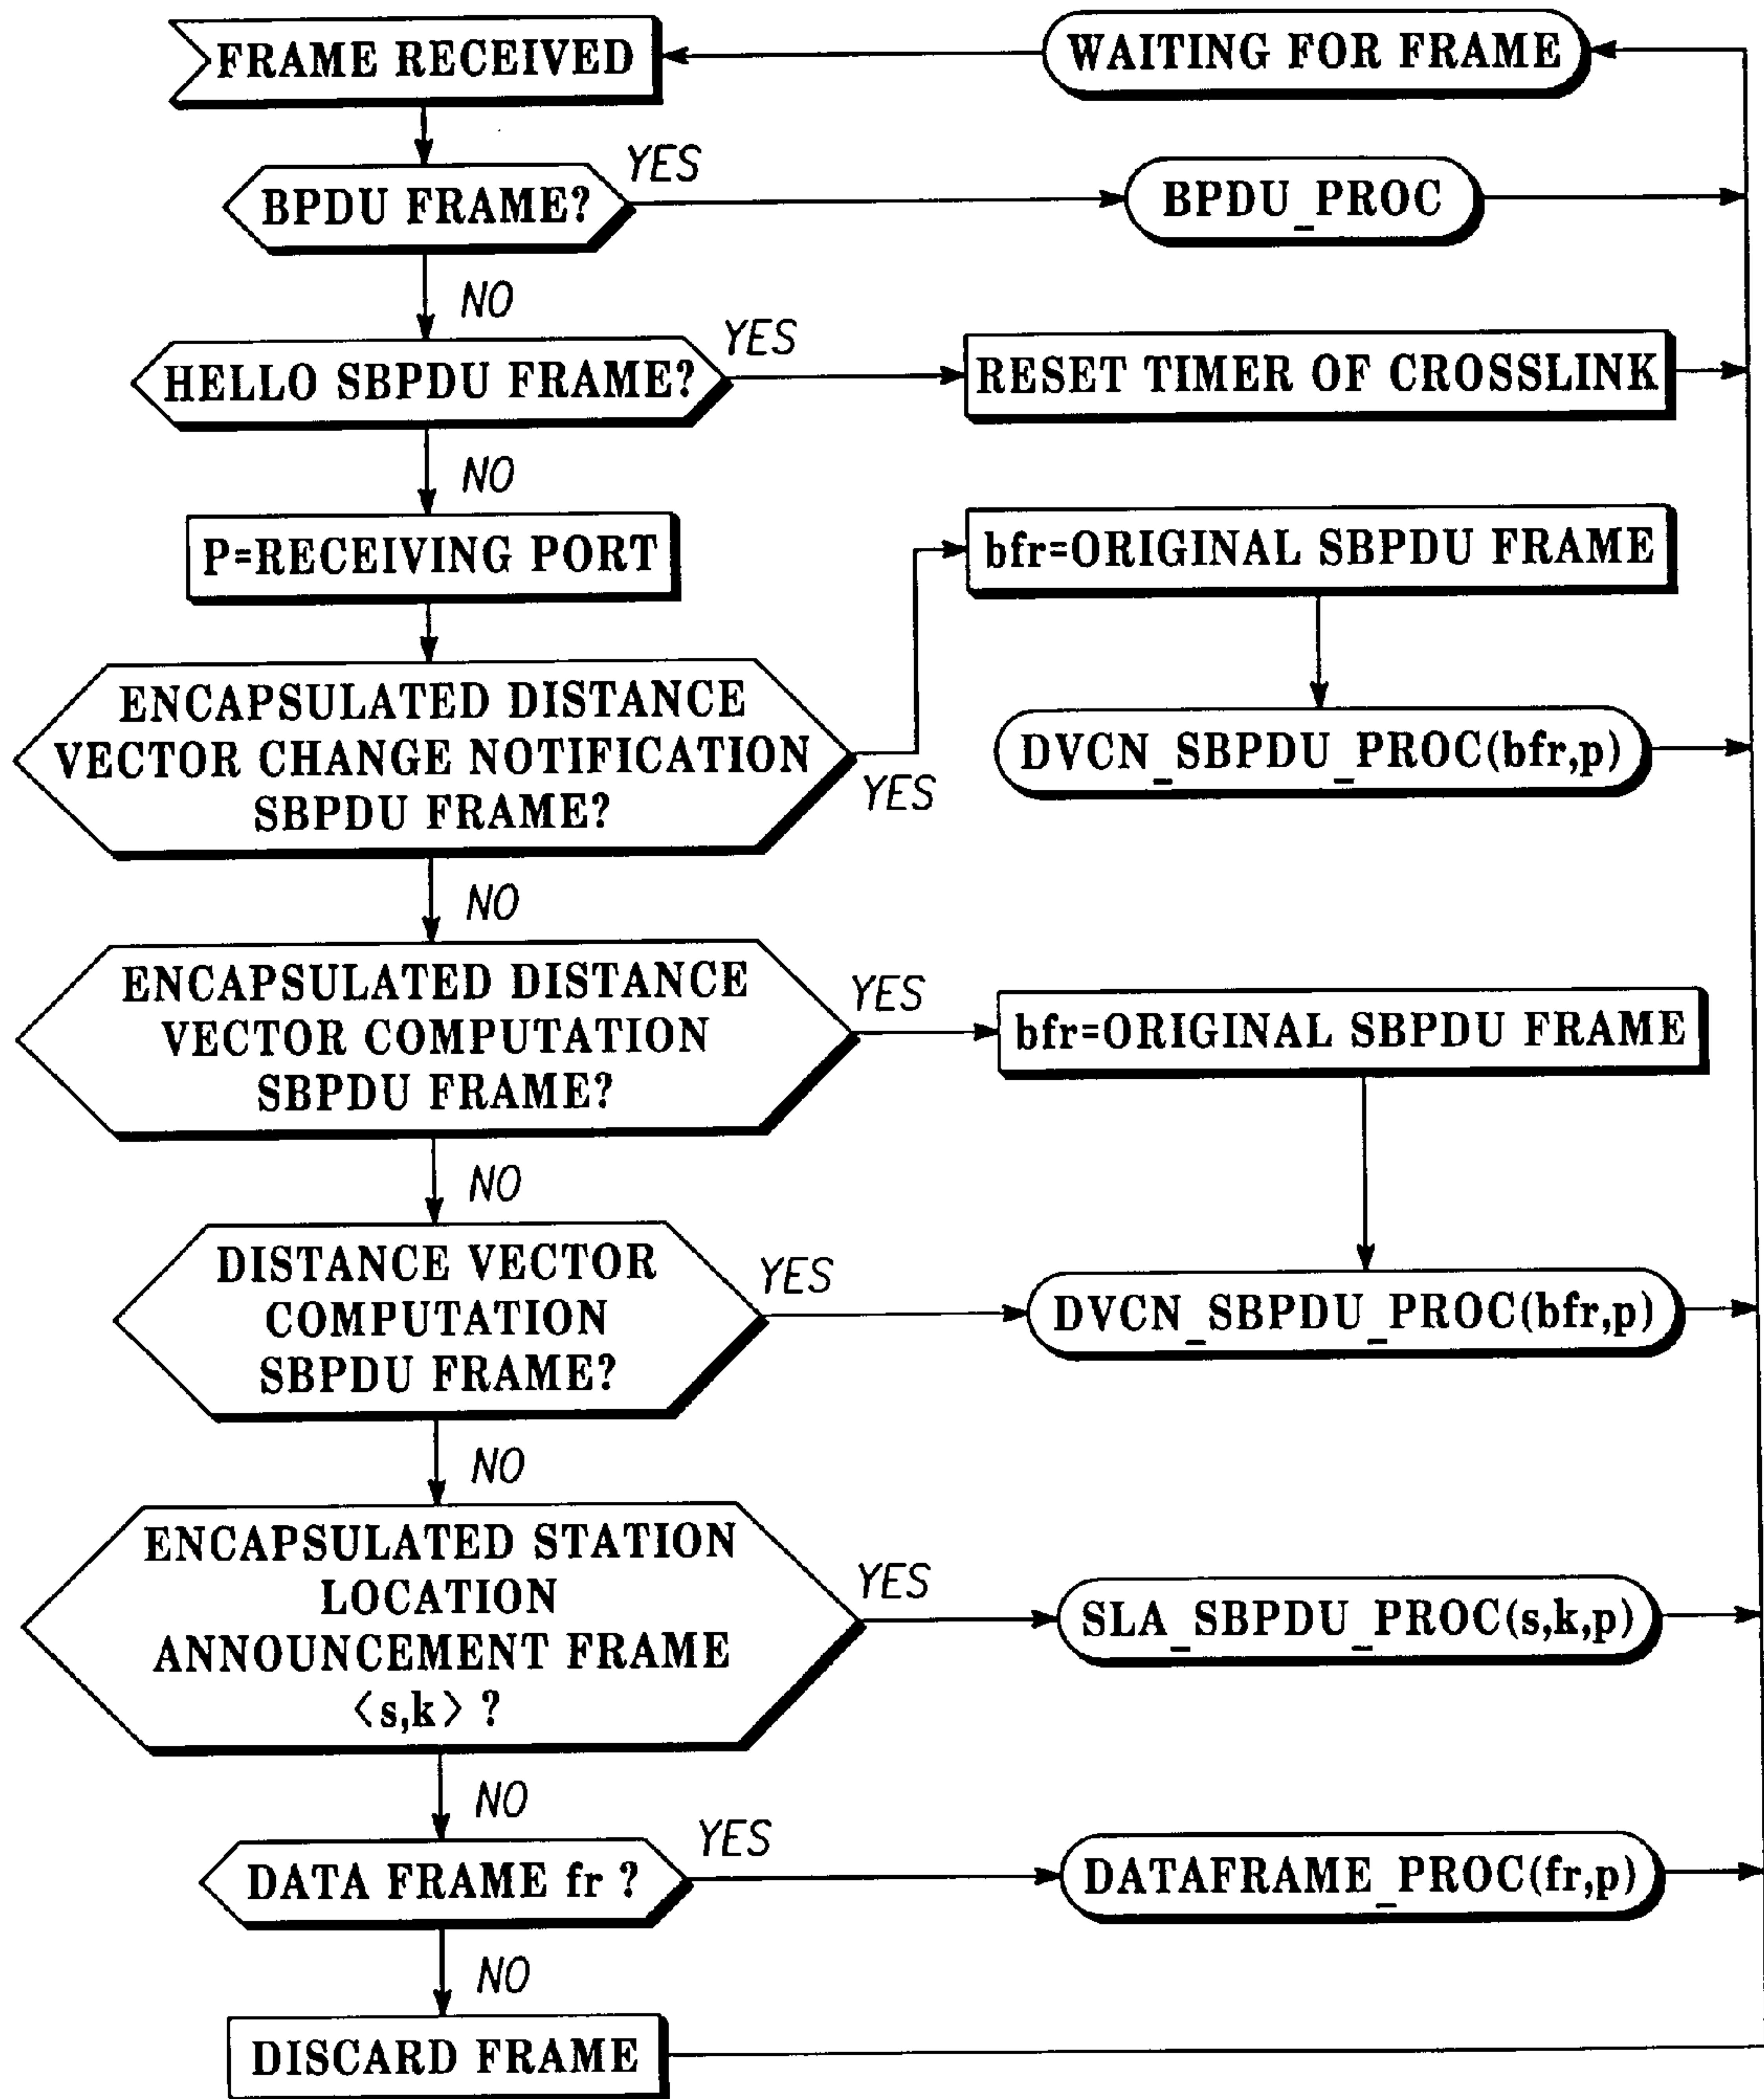 FRAME RECEIVED
WAITING FOR FRAME
BPDU FRAME?
YES
BPDU_PROC
NO
HELLO SBPDU FRAME?
YES
RESET TIMER OF CROSSLINK
NO
P=RECEIVING PORT
bfr=ORIGINAL SBPDU FRAME
ENCAPSULATED DISTANCE
VECTOR CHANGE NOTIFICATION
SBPDU FRAME?
YES
DVCN_SBPDU_PROC(bfr,p)
NO
ENCAPSULATED DISTANCE
VECTOR COMPUTATION
SBPDU FRAME?
YES
bfr=ORIGINAL SBPDU FRAME
NO
DISTANCE VECTOR
COMPUTATION
SBPDU FRAME?
YES
DVCN_SBPDU_PROC(bfr,p)
NO
ENCAPSULATED STATION
LOCATION
ANNOUNCEMENT FRAME
<s,k> ?
YES
SLA_SBPDU_PROC(s,k,p)
NO
DATA FRAME fr ?
YES
DATAFRAME_PROC(fr,p)
NO
DISCARD FRAME